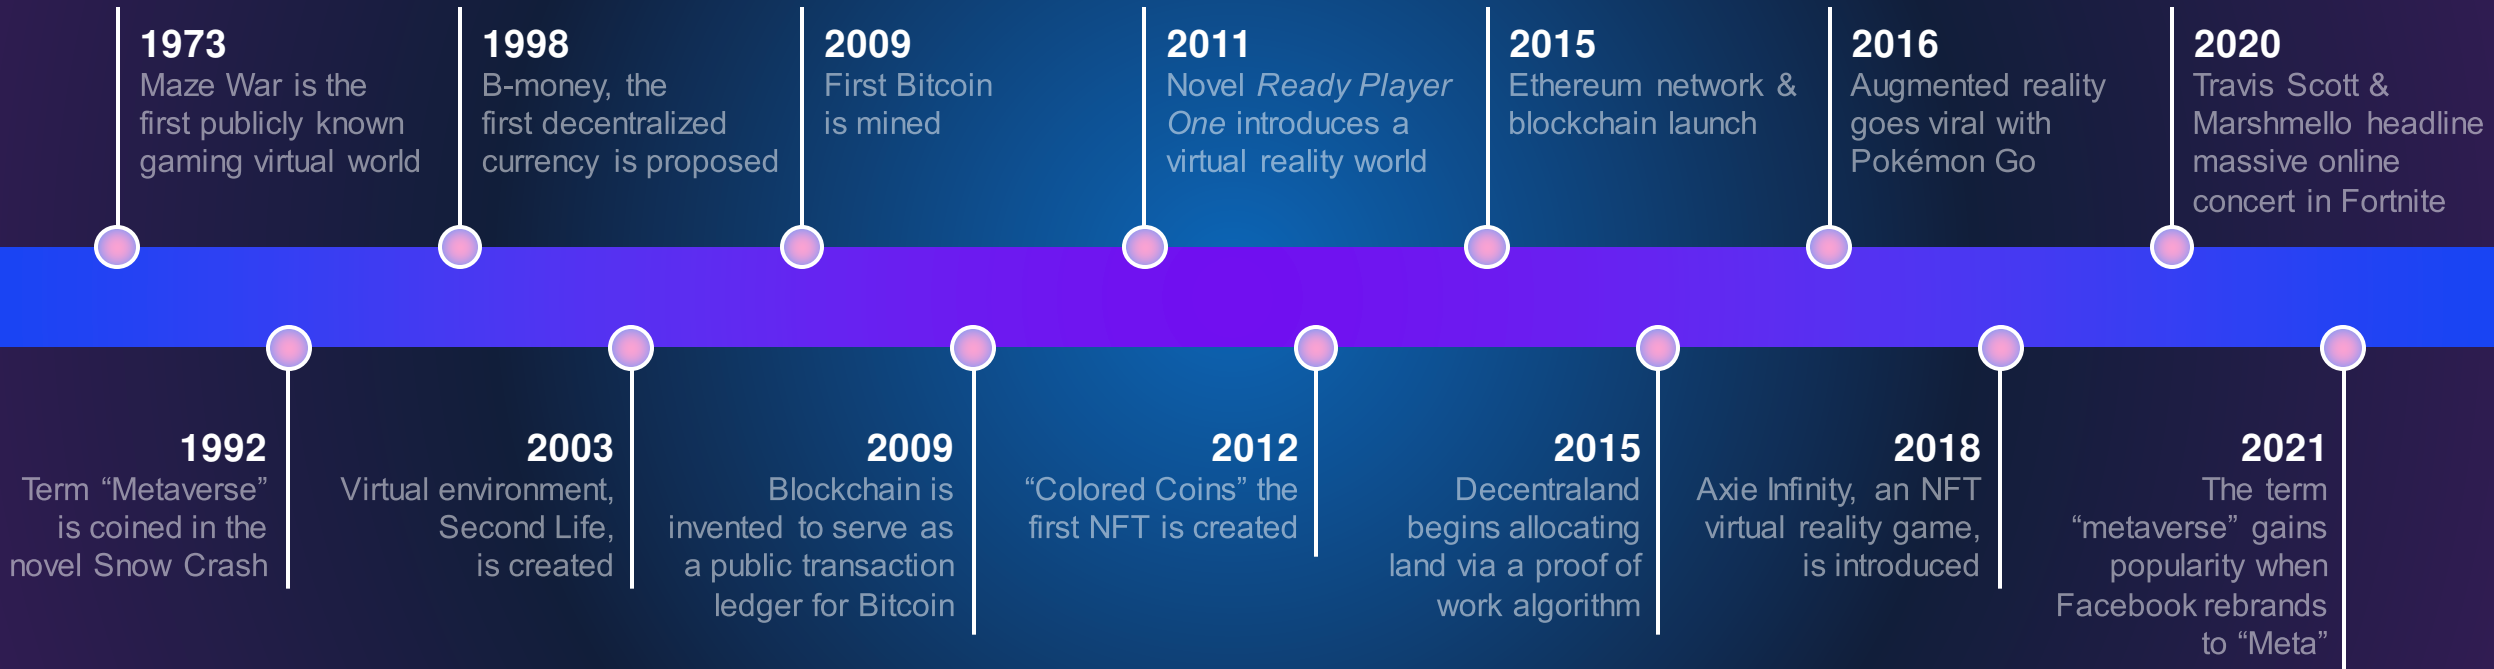 1973
Maze War is the
first publicly known
gaming virtual world
1998
B-money, the
first decentralized
currency is proposed
2009
First Bitcoin
is mined
2011
Novel Ready Player
One introduces a
virtual reality world
2015
Ethereum network &
blockchain launch
2016
Augmented reality
goes viral with
Pokémon Go
2020
Travis Scott &
Marshmello headline
massive online
concert in Fortnite
1992
Term “Metaverse”
is coined in the
novel Snow Crash
2003
Virtual environment,
Second Life,
is created
2009
Blockchain is
invented to serve as
a public transaction
ledger for Bitcoin
2012
“Colored Coins” the
first NFT is created
2015
Decentraland
begins allocating
land via a proof of
work algorithm
2018
Axie Infinity, an NFT
virtual reality game,
is introduced
2021
The term
“metaverse” gains
popularity when
Facebook rebrands
to “Meta”